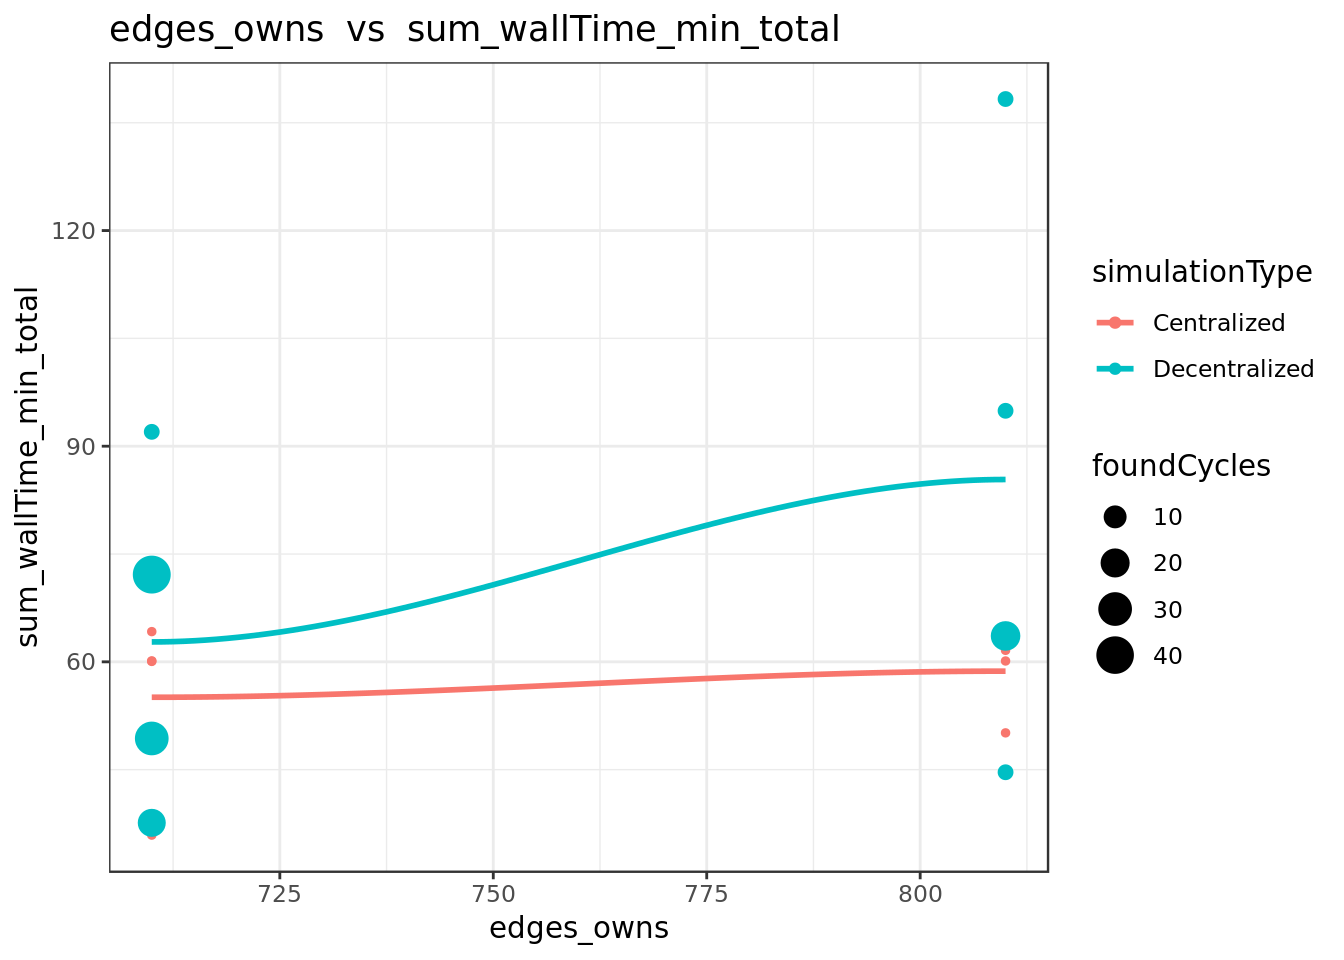 edges_owns  vs  sum_wallTime_min_total
sum_wallTime_min_total
120
90
60
725
750
775
800
edges_owns
simulationType
Centralized
Decentralized
foundCycles
10
20
30
40